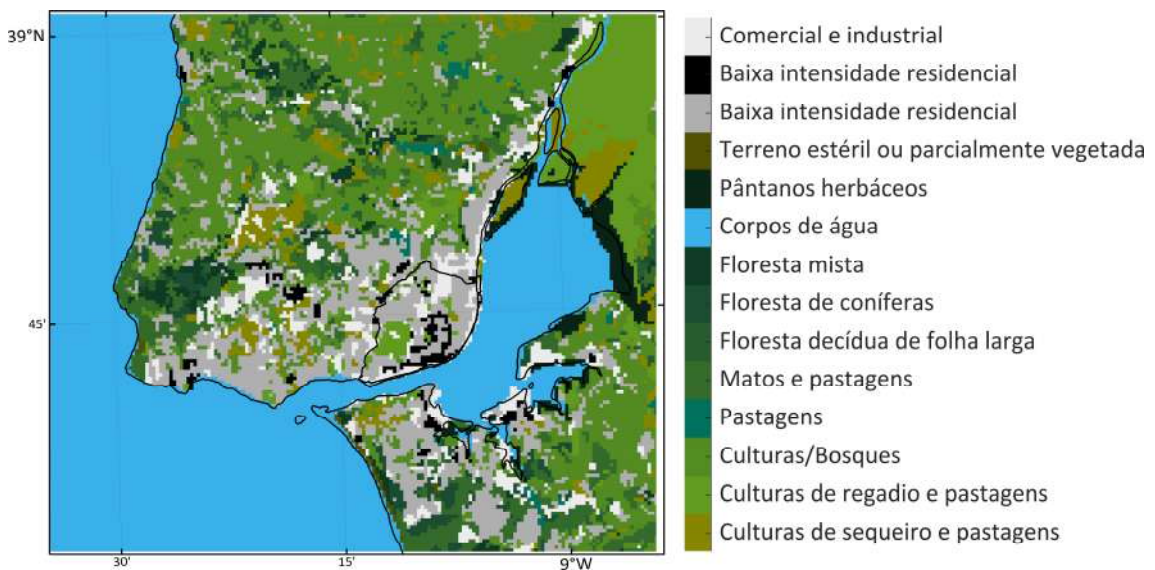 39°N
45'
30'
15'
9°W
Comercial e industrial
Baixa intensidade residencial
Baixa intensidade residencial
Terreno estéril ou parcialmente vegetada
Pântanos herbáceos
Corpos de água
Floresta mista
Floresta de coníferas
Floresta decídua de folha larga
Matos e pastagens
Pastagens
Culturas/Bosques
Culturas de regadio e pastagens
Culturas de sequeiro e pastagens